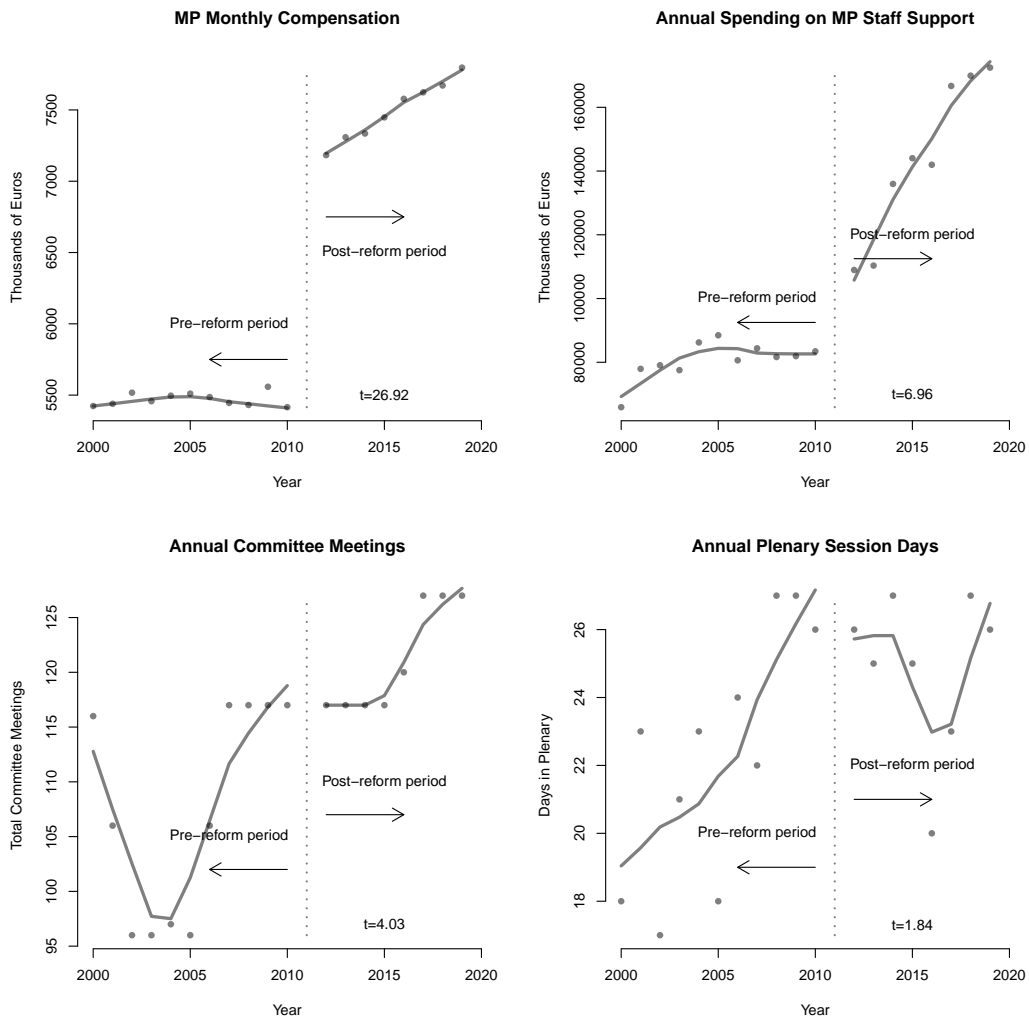 MP Monthly Compensation
Thousands of Euros
7500
7000
6500
6000
5500
Post−reform period
Pre−reform period
t=26.92
2000 2005 2010 2015 2020
Year
Annual Spending on MP Staff Support
Thousands of Euros
160000
140000
120000
100000
80000
Post−reform period
Pre−reform period
t=6.96
2000 2005 2010 2015 2020
Year
Annual Committee Meetings
Total Committee Meetings
125
120
115
110
105
100
95
Post−reform period
Pre−reform period
t=4.03
2000 2005 2010 2015 2020
Year
Annual Plenary Session Days
Days in Plenary
26
24
22
20
18
Post−reform period
Pre−reform period
t=1.84
2000 2005 2010 2015 2020
Year